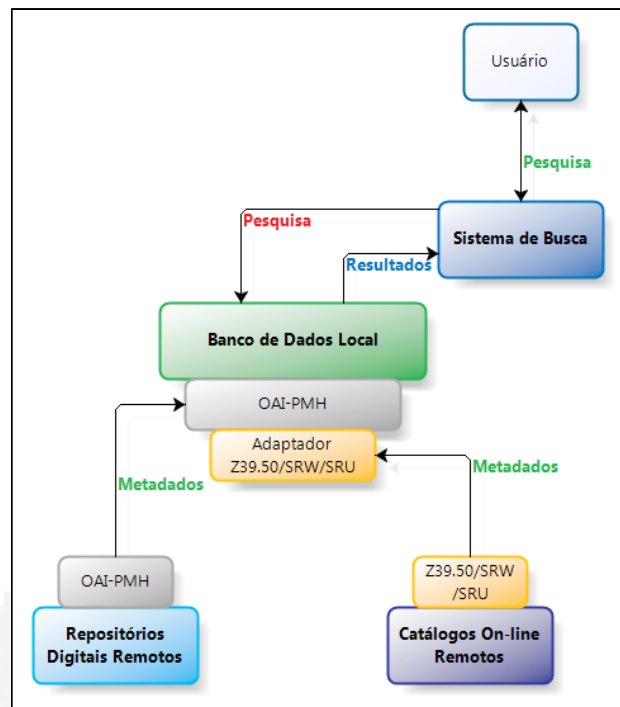 Usuário
Pesquisa
Sistema de Busca
Pesquisa
Resultados
Banco de Dados Local
OAI-PMH
Adaptador
Z39.50/SRW/SRU
Metadados
Metadados
OAI-PMH
Repositórios
Digitais Remotos
Z39.50/SRW
/SRU
Catálogos On-line
Remotos